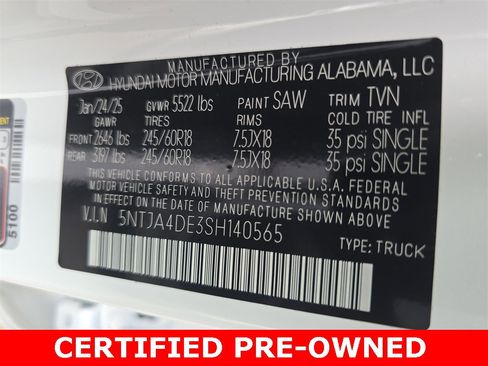 MANUFACTURED BY
HYUNDAI MOTOR MANUFACTURING ALABAMA, LLC
Jan/24/25 GVWR 5522 lbs PAINT SAW TRIM TVN
GAWR TIRES RIMS COLD TIRE INFL
FRONT 2646 lbs 245/60R18 7.5JX18 35 psi SINGLE
REAR 3197 lbs 245/60R18 7.5JX18 35 psi SINGLE
THIS VEHICLE CONFORMS TO ALL APPLICABLE U.S.A. FEDERAL
MOTOR VEHICLE SAFETY, BUMPER, AND THEFT PREVENTION STANDARDS
IN EFFECT ON THE DATE OF MANUFACTURE SHOWN ABOVE.
V.I.N 5NTJA4DE3SH140565
TYPE: TRUCK
5100
CERTIFIED PRE-OWNED